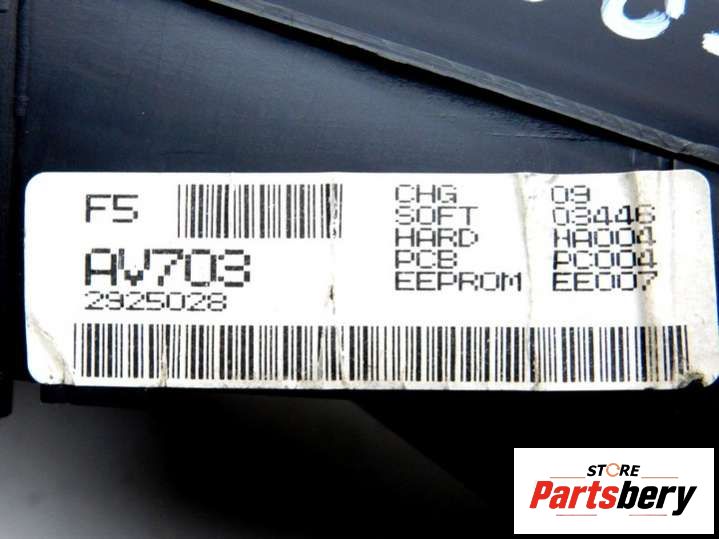 F5
AV703
2925028
CHG 09
SOFT 03446
HARD HA004
PCB PC004
EEPROM EE007
STORE
Partsbery